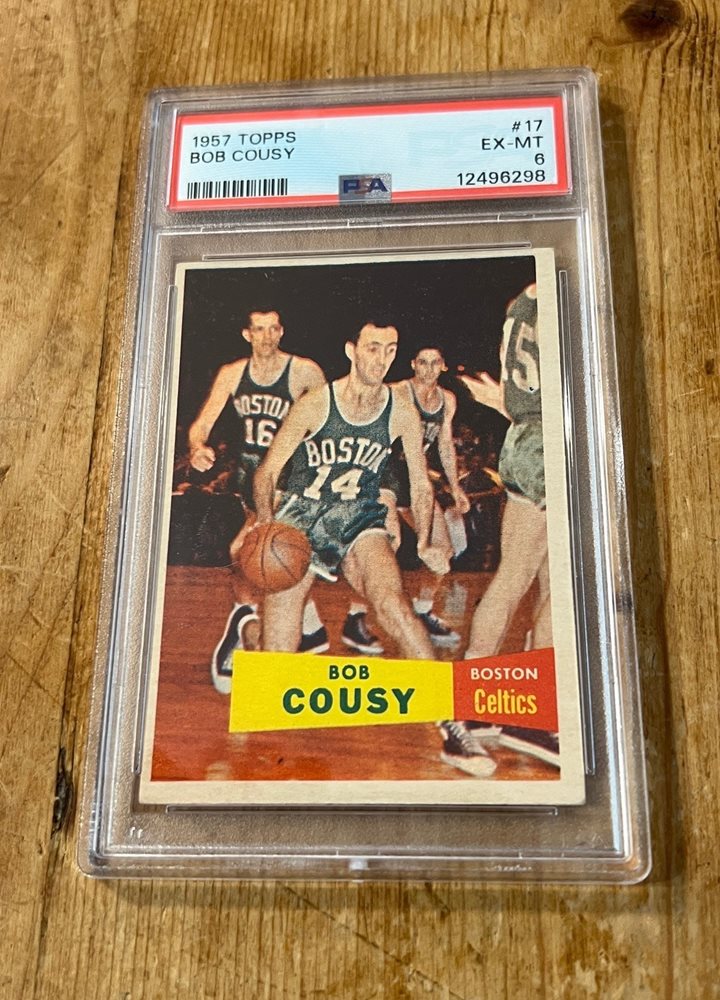 1957 TOPPS
BOB COUSY
#17
EX-MT
6
12496298
PSA
BOSTON
16
BOSTON
14
15
BOB
COUSY
BOSTON
Celtics